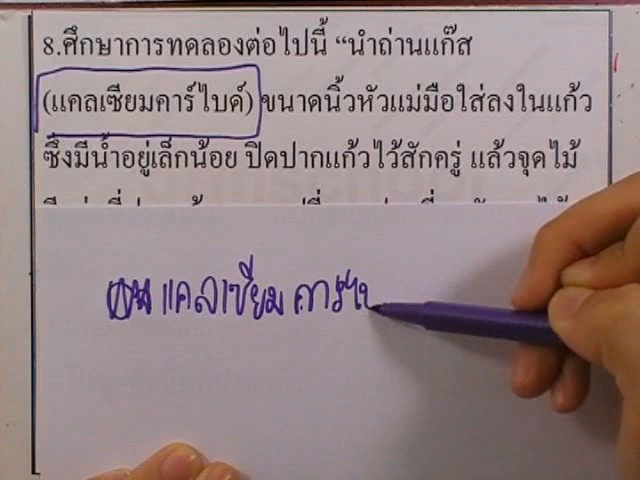 8.ศึกษาการทดลองต่อไปนี้ “นำถ่านแก๊ส
(แคลเซียมคาร์ไบด์) ขนาดนิ้วหัวแม่มือใส่ลงในแก้ว
ซึ่งมีน้ำอยู่เล็กน้อย ปิดปากแก้วไว้สักครู่ แล้วจุดไม้
แคลเซียม คาร์ไบ